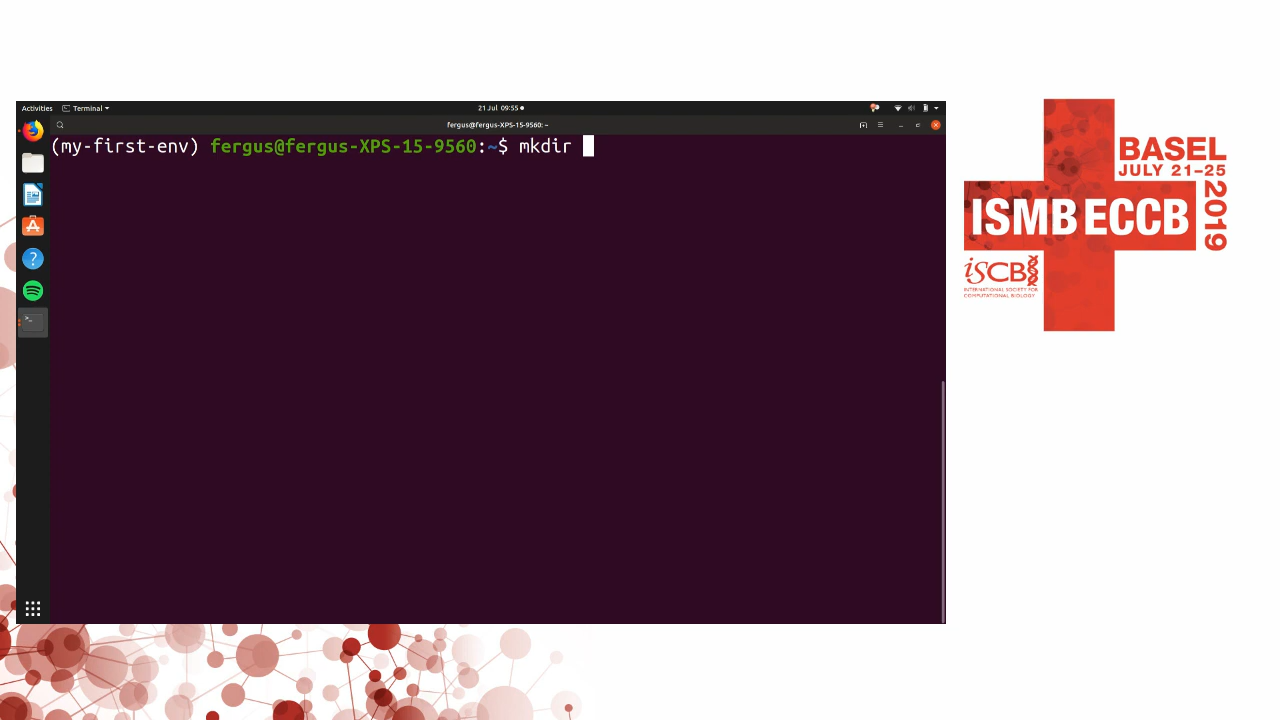 Activities
Terminal
21 Jul 09:55
fergus@fergus-XPS-15-9560: ~
(my-first-env) fergus@fergus-XPS-15-9560:~$ mkdir
BASEL
JULY 21–25
2019
ISMB ECCB
iSCB
INTERNATIONAL SOCIETY FOR
COMPUTATIONAL BIOLOGY